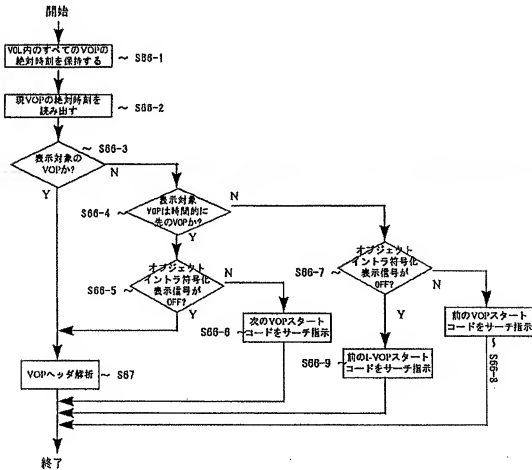 開始
VOL内のすべてのVOPの
絶対時刻を保持する
~ S66-1
現VOPの絶対時刻を
読み出す
~ S66-2
~ S66-3
表示対象の
VOPか?
N
Y
S66-4~
表示対象
VOPは時間的に
先のVOPか?
N
Y
S66-5~
オブジェクト
イントラ符号化
表示信号が
OFF?
N
Y
S66-7~
オブジェクト
イントラ符号化
表示信号が
OFF?
N
Y
S66-6~
次のVOPスタート
コードをサーチ指示
前のVOPスタート
コードをサーチ指示
~ S66-8
S66-9 ~
前のI-VOPスタート
コードをサーチ指示
VOPヘッダ解析
~ S67
終了